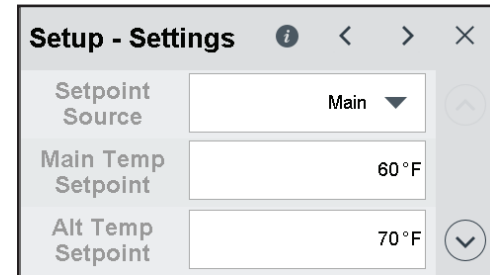 Setup - Settings
Setpoint
Source
Main
Main Temp
Setpoint
60°F
Alt Temp
Setpoint
70°F